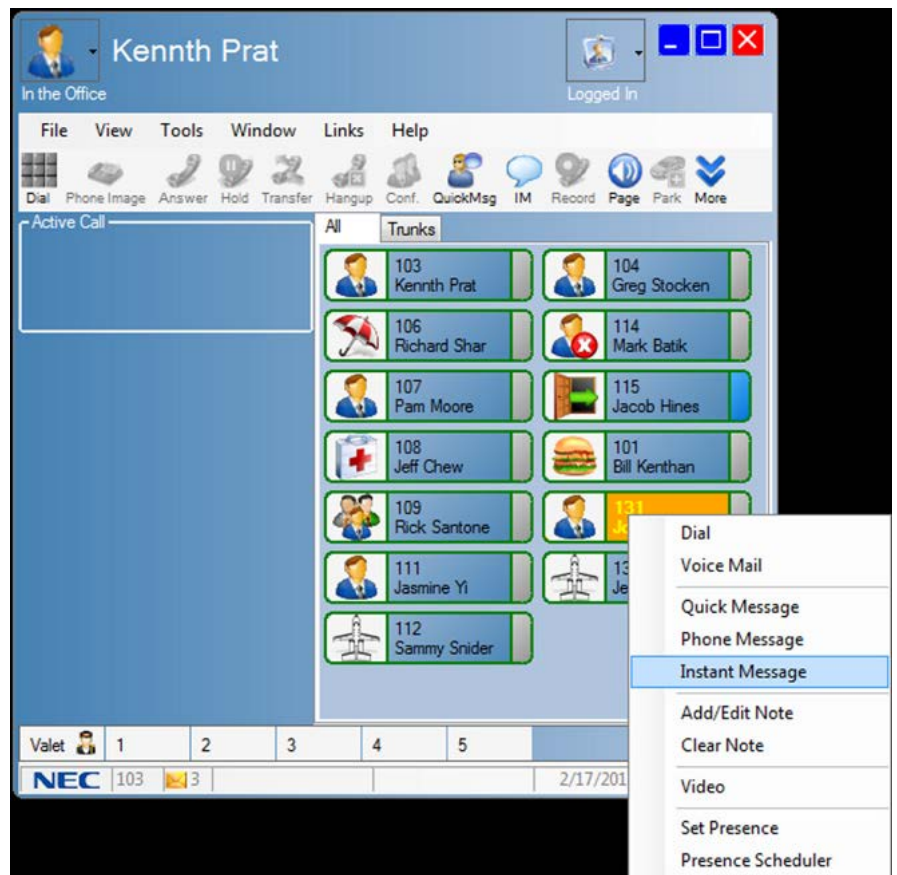 Kennth Prat
In the Office
Logged In
File View Tools Window Links Help
Dial Phone Image Answer Hold Transfer Hangup Conf. QuickMsg IM Record Page Park More
Active Call
All Trunks
103
Kennth Prat
104
Greg Stocken
106
Richard Shar
114
Mark Batik
107
Pam Moore
115
Jacob Hines
108
Jeff Chew
101
Bill Kenthan
109
Rick Santone
131
111
Jasmine Yi
112
Sammy Snider
Dial
Voice Mail
Quick Message
Phone Message
Instant Message
Add/Edit Note
Clear Note
Video
Set Presence
Presence Scheduler
Valet 1 2 3 4 5
NEC 103 3 2/17/201